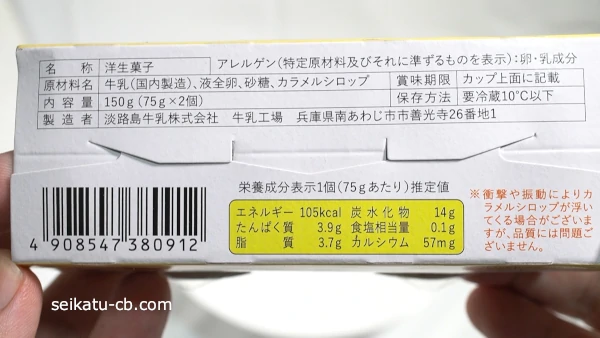 名 称 洋生菓子 アレルゲン(特定原材料及びそれに準ずるものを表示):卵・乳成分
原材料名 牛乳(国内製造)、液全卵、砂糖、カラメルシロップ 賞味期限 カップ上面に記載
内 容 量 150g(75g×2個) 保存方法 要冷蔵10℃以下
製 造 者 淡路島牛乳株式会社 牛乳工場 兵庫県南あわじ市市善光寺26番地1
栄養成分表示1個(75gあたり)推定値
エネルギー 105kcal 炭水化物 14g
たんぱく質 3.9g 食塩相当量 0.1g
脂 質 3.7g カルシウム 57mg
※衝撃や振動によりカ
ラメルシロップが浮い
てくる場合がございま
すが、品質には問題ご
ざいません。
4 908547 380912
seikatu-cb.com